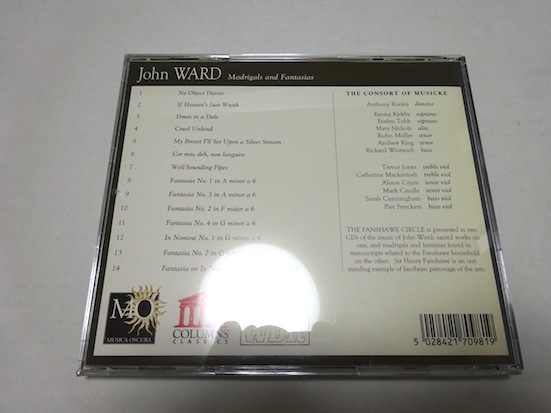 John WARD Madrigals and Fantasias
1 No Object Dearer
2 If Heaven's Just Wrath
3 Down in a Dale
4 Cruel Unkind
5 My Breast I'll Set Upon a Silver Stream
6 Cor mio, deh, non languire
7 Well-Sounding Pipes
8 Fantasia No. 1 in A minor a 6
9 Fantasia No. 3 in A minor a 6
10 Fantasia No. 2 in F major a 6
11 Fantasia No. 4 in G minor a 6
12 In Nomine No. 1 in G minor a 6
13 Fantasia No. 7 in C
14 Fantasia on In No
THE CONSORT OF MUSICKE
Anthony Rooley director
Emma Kirkby soprano
Evelyn Tubb soprano
Mary Nichols alto
Rufus Müller tenor
Andrew King tenor
Richard Wistreich bass
Trevor Jones treble viol
Catherine Mackintosh treble viol
Alison Crum tenor viol
Mark Caudle tenor viol
Sarah Cunningham bass viol
Piet Stryckers bass viol
THE FANSHAWE CIRCLE is presented in two
CDs of the music of John Ward: sacred works on
one, and madrigals and fantasias found in
manuscripts related to the Fanshawe household
on the other. Sir Henry Fanshawe is an out
standing example of Jacobean patronage of the arts.
MO
MUSICA OSCURA
COLUMNS
CLASSICS
5 028421 709819